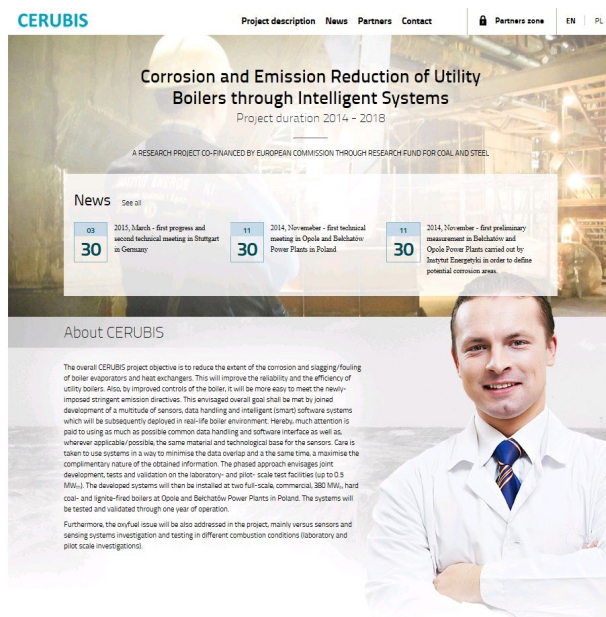 CERUBIS
Project description News Partners Contact
Partners zone
EN PL
Corrosion and Emission Reduction of Utility
Boilers through Intelligent Systems
Project duration 2014 - 2018
A RESEARCH PROJECT CO-FINANCED BY EUROPEAN COMMISSION THROUGH RESEARCH FUND FOR COAL AND STEEL
News See all
03
30
2015, March - first progress and
second technical meeting in Stuttgart
in Germany
11
30
2014, Novemeber - first technical
meeting in Opole and Bełchatów
Power Plants in Poland
11
30
2014, November - first preliminary
measurement in Bełchatów and
Opole Power Plants carried out by
Instytut Energetyki in order to define
potential corrosion areas.
About CERUBIS
The overall CERUBIS project objective is to reduce the extent of the corrosion and slagging/fouling
of boiler evaporators and heat exchangers. This will improve the reliability and the efficiency of
utility boilers. Also, by improved controls of the boiler, it will be more easy to meet the newly-
imposed stringent emission directives. This envisaged overall goal shall be met by joined
development of a multitude of sensors, data handling and intelligent (smart) software systems
which will be subsequently deployed in real-life boiler environment. Hereby, much attention is
paid to using as much as possible common data handling and software interface as well as,
wherever applicable/possible, the same material and technological base for the sensors. Care is
taken to use systems in a way to minimise the data overlap and a the same time, a maximise the
complimentary nature of the obtained information. The phased approach envisages joint
development, tests and validation on the laboratory- and pilot- scale test facilities (up to 0.5
MWth). The developed systems will then be installed at two full-scale, commercial, 380 MWe, hard
coal- and lignite-fired boilers at Opole and Bełchatów Power Plants in Poland. The systems will
be tested and validated through one year of operation.
Furthermore, the oxyfuel issue will be also addressed in the project, mainly versus sensors and
sensing systems investigation and testing in different combustion conditions (laboratory and
pilot scale investigations).